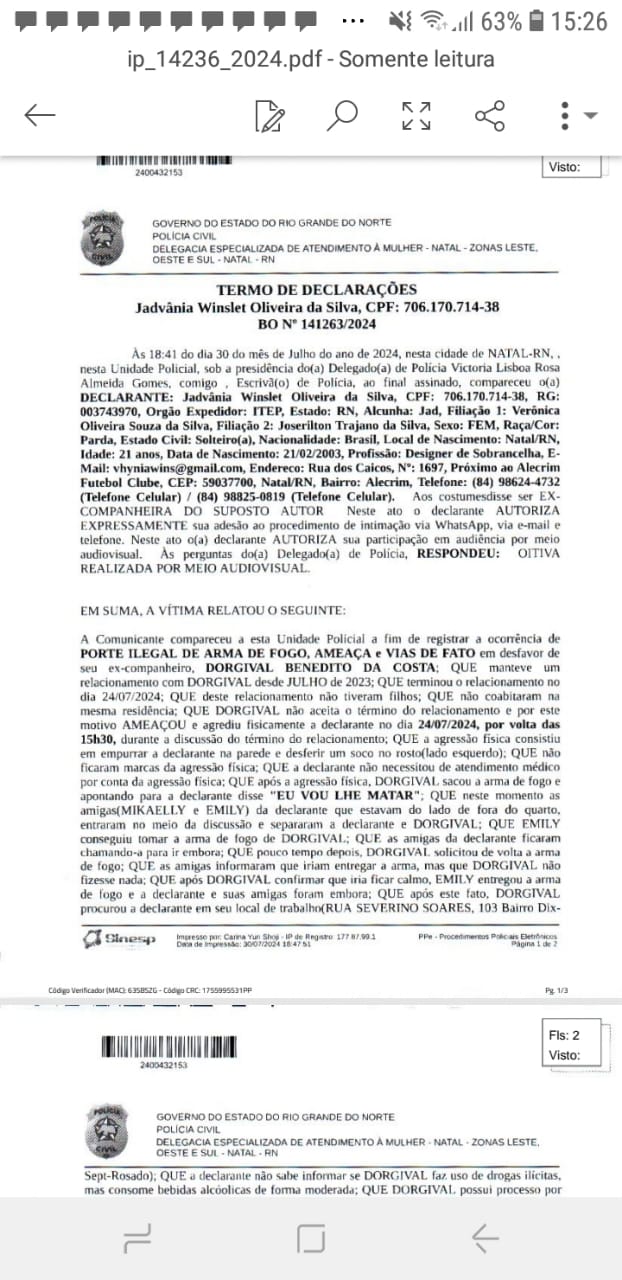 ... 63% 15:26
ip_14236_2024.pdf - Somente leitura
2400432153
Visto:
POLÍCIA
CIVIL
GOVERNO DO ESTADO DO RIO GRANDE DO NORTE
POLÍCIA CIVIL
DELEGACIA ESPECIALIZADA DE ATENDIMENTO À MULHER - NATAL - ZONAS LESTE,
OESTE E SUL - NATAL - RN
TERMO DE DECLARAÇÕES
Jadvânia Winslet Oliveira da Silva, CPF: 706.170.714-38
BO Nº 141263/2024
Às 18:41 do dia 30 do mês de Julho do ano de 2024, nesta cidade de NATAL-RN, ,
nesta Unidade Policial, sob a presidência do(a) Delegado(a) de Polícia Victoria Lisboa Rosa
Almeida Gomes, comigo , Escrivã(o) de Polícia, ao final assinado, compareceu o(a)
DECLARANTE: Jadvânia Winslet Oliveira da Silva, CPF: 706.170.714-38, RG:
003743970, Orgão Expedidor: ITEP, Estado: RN, Alcunha: Jad, Filiação 1: Verônica
Oliveira Souza da Silva, Filiação 2: Joserilton Trajano da Silva, Sexo: FEM, Raça/Cor:
Parda, Estado Civil: Solteiro(a), Nacionalidade: Brasil, Local de Nascimento: Natal/RN,
Idade: 21 anos, Data de Nascimento: 21/02/2003, Profissão: Designer de Sobrancelha, E-
Mail: vhyniawins@gmail.com, Endereco: Rua dos Caicos, Nº: 1697, Próximo ao Alecrim
Futebol Clube, CEP: 59037700, Natal/RN, Bairro: Alecrim, Telefone: (84) 98624-4732
(Telefone Celular) / (84) 98825-0819 (Telefone Celular). Aos costumesdisse ser EX-
COMPANHEIRA DO SUPOSTO AUTOR Neste ato o declarante AUTORIZA
EXPRESSAMENTE sua adesão ao procedimento de intimação via WhatsApp, via e-mail e
telefone. Neste ato o(a) declarante AUTORIZA sua participação em audiência por meio
audiovisual. Às perguntas do(a) Delegado(a) de Polícia, RESPONDEU: OITIVA
REALIZADA POR MEIO AUDIOVISUAL.
EM SUMA, A VÍTIMA RELATOU O SEGUINTE:
A Comunicante compareceu a esta Unidade Policial a fim de registrar a ocorrência de
PORTE ILEGAL DE ARMA DE FOGO, AMEAÇA e VIAS DE FATO em desfavor de
seu ex-companheiro, DORGIVAL BENEDITO DA COSTA; QUE manteve um
relacionamento com DORGIVAL desde JULHO de 2023; QUE terminou o relacionamento no
dia 24/07/2024; QUE deste relacionamento não tiveram filhos; QUE não coabitaram na
mesma residência; QUE DORGIVAL não aceita o término do relacionamento e por este
motivo AMEAÇOU e agrediu fisicamente a declarante no dia 24/07/2024, por volta das
15h30, durante a discussão do término do relacionamento; QUE a agressão física consistiu
em empurrar a declarante na parede e desferir um soco no rosto(lado esquerdo); QUE não
ficaram marcas da agressão física; QUE a declarante não necessitou de atendimento médico
por conta da agressão física; QUE após a agressão física, DORGIVAL sacou a arma de fogo e
apontando para a declarante disse "EU VOU LHE MATAR"; QUE neste momento as
amigas(MIKAELLY e EMILY) da declarante que estavam do lado de fora do quarto,
entraram no meio da discussão e separaram a declarante e DORGIVAL; QUE EMILY
conseguiu tomar a arma de fogo de DORGIVAL; QUE as amigas da declarante ficaram
chamando-a para ir embora; QUE pouco tempo depois, DORGIVAL solicitou de volta a arma
de fogo; QUE as amigas informaram que iriam entregar a arma, mas que DORGIVAL não
fizesse nada; QUE após DORGIVAL confirmar que iria ficar calmo, EMILY entregou a arma
de fogo e a declarante e suas amigas foram embora; QUE após este fato, DORGIVAL
procurou a declarante em seu local de trabalho(RUA SEVERINO SOARES, 103 Bairro Dix-
Sinesp
Impresso por: Carina Yuri Shoji - IP de Registro: 177.87.99.1
Data de Impressão: 30/07/2024 18:47:51
PPe - Procedimentos Policiais Eletrônicos
Página 1 de 2
Código Verificador (MAC): 635B5ZG - Código CRC: 1755995531PP
Pg. 1/3
2400432153
Fls: 2
Visto:
POLÍCIA
CIVIL
GOVERNO DO ESTADO DO RIO GRANDE DO NORTE
POLÍCIA CIVIL
DELEGACIA ESPECIALIZADA DE ATENDIMENTO À MULHER - NATAL - ZONAS LESTE,
OESTE E SUL - NATAL - RN
Sept-Rosado); QUE a declarante não sabe informar se DORGIVAL faz uso de drogas ilícitas,
mas consome bebidas alcóolicas de forma moderada; QUE DORGIVAL possui processo por